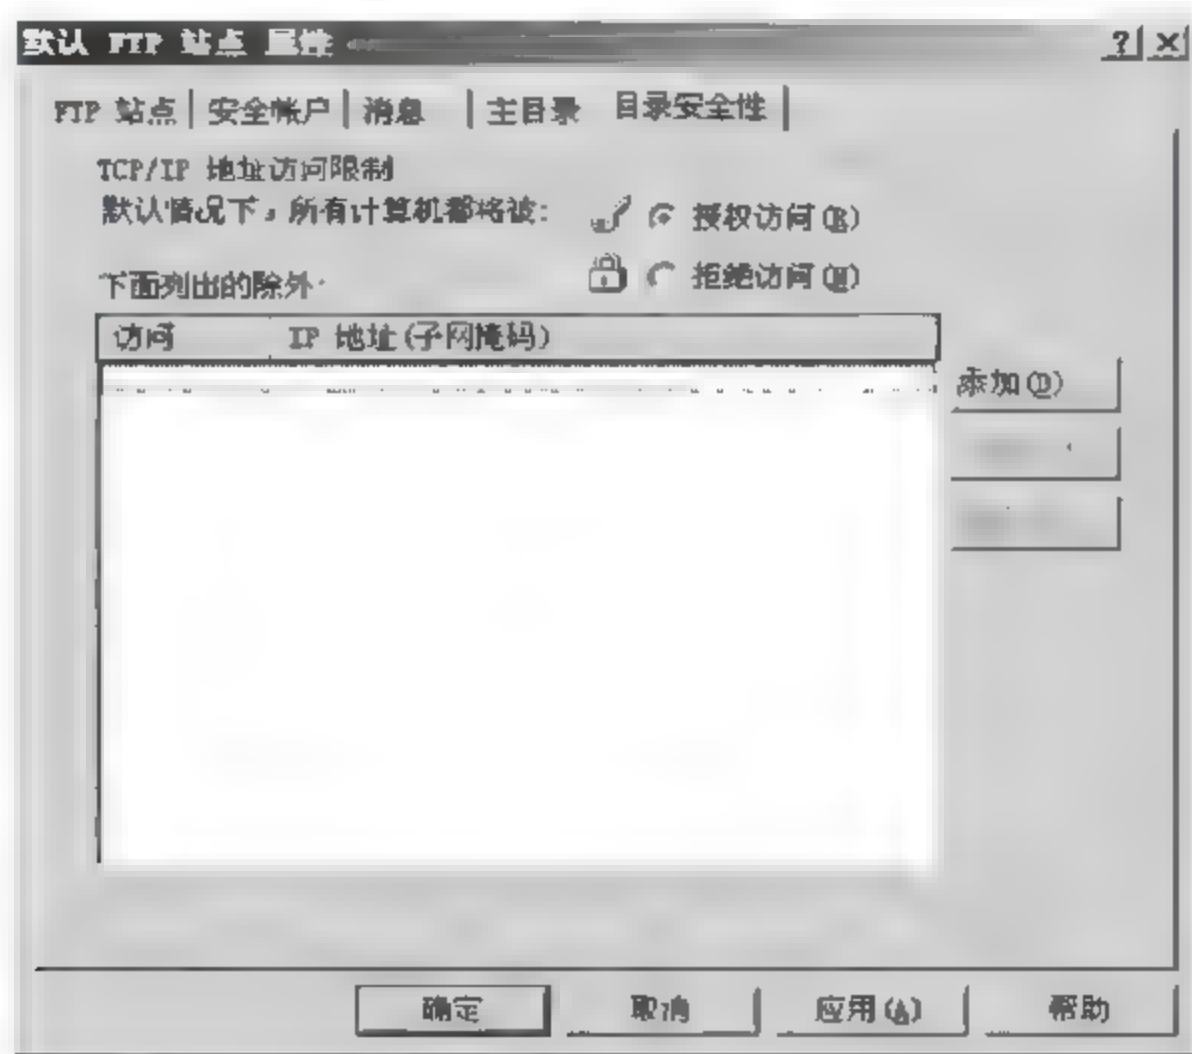 默认 FTP 站点 属性
FTP 站点 安全帐户 消息 主目录 目录安全性
TCP/IP 地址访问限制
默认情况下，所有计算机都将被: 授权访问(R)
下面列出的除外: 拒绝访问(N)
访问 IP 地址(子网掩码)
添加(D)
确定 取消 应用(A) 帮助